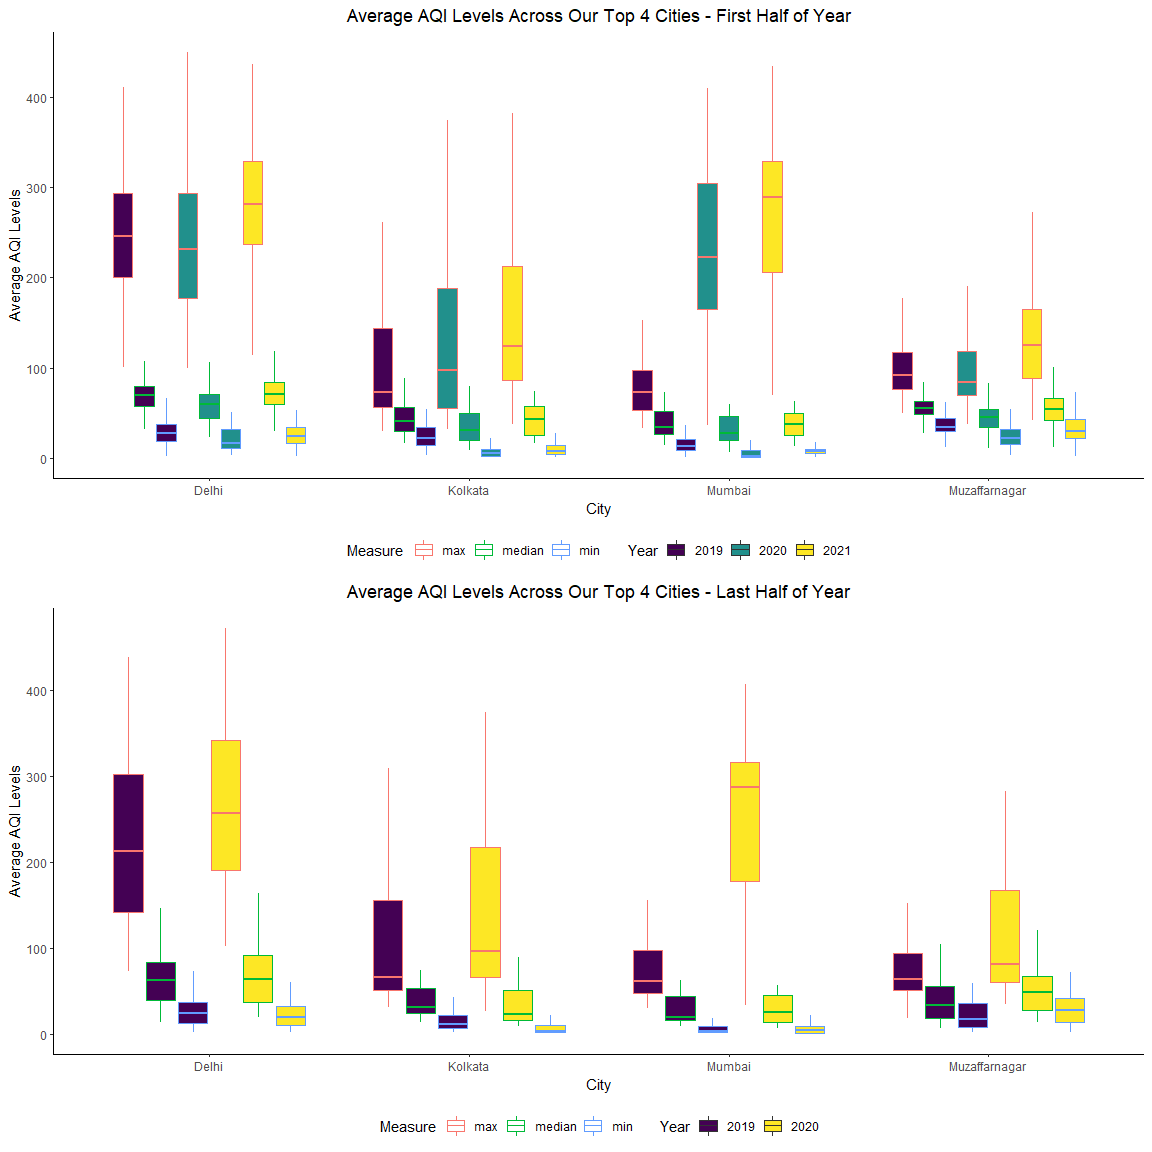 Average AQI Levels Across Our Top 4 Cities - First Half of Year
Average AQI Levels
400
300
200
100
0
Delhi Kolkata Mumbai Muzaffarnagar
City
Measure max median min Year 2019 2020 2021
Average AQI Levels Across Our Top 4 Cities - Last Half of Year
Average AQI Levels
400
300
200
100
0
Delhi Kolkata Mumbai Muzaffarnagar
City
Measure max median min Year 2019 2020